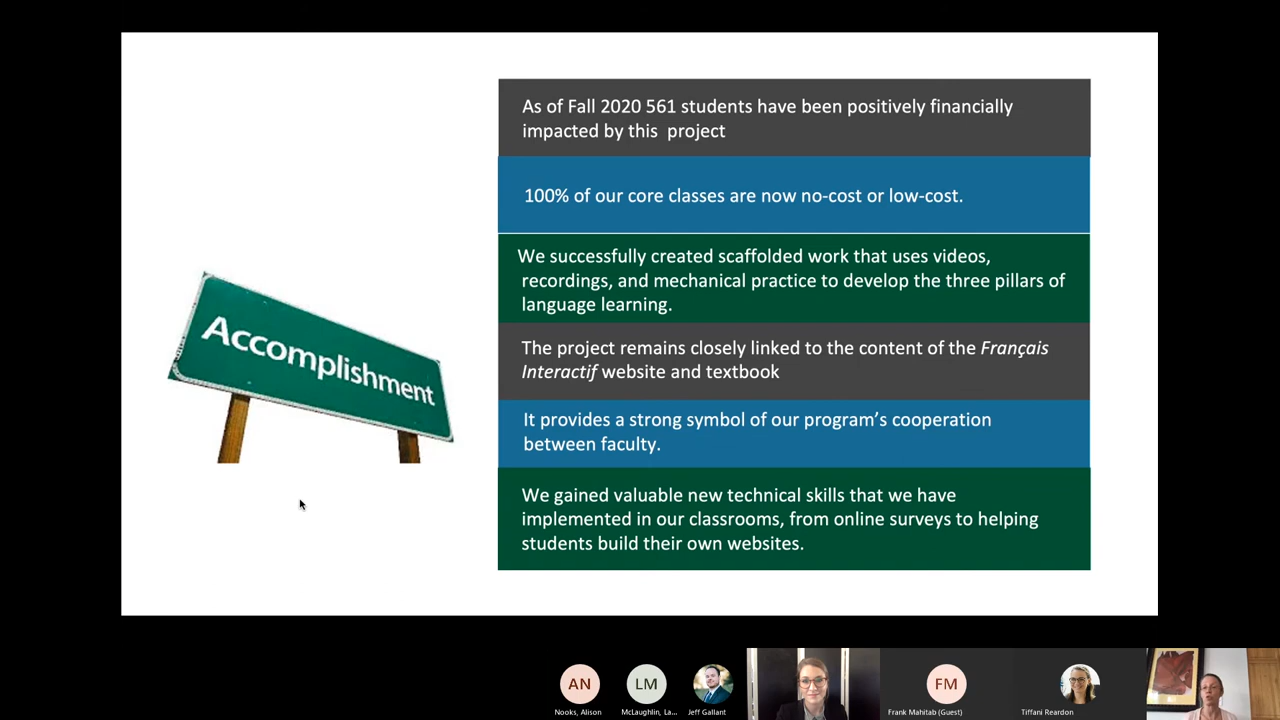 As of Fall 2020 561 students have been positively financially
impacted by this project
100% of our core classes are now no-cost or low-cost.
We successfully created scaffolded work that uses videos,
recordings, and mechanical practice to develop the three pillars of
language learning.
The project remains closely linked to the content of the Français
Interactif website and textbook
It provides a strong symbol of our program’s cooperation
between faculty.
We gained valuable new technical skills that we have
implemented in our classrooms, from online surveys to helping
students build their own websites.
Accomplishment
AN
LM
FM
Nooks, Alison
McLaughlin, La...
Jeff Gallant
Frank Mahitab (Guest)
Tiffani Reardon